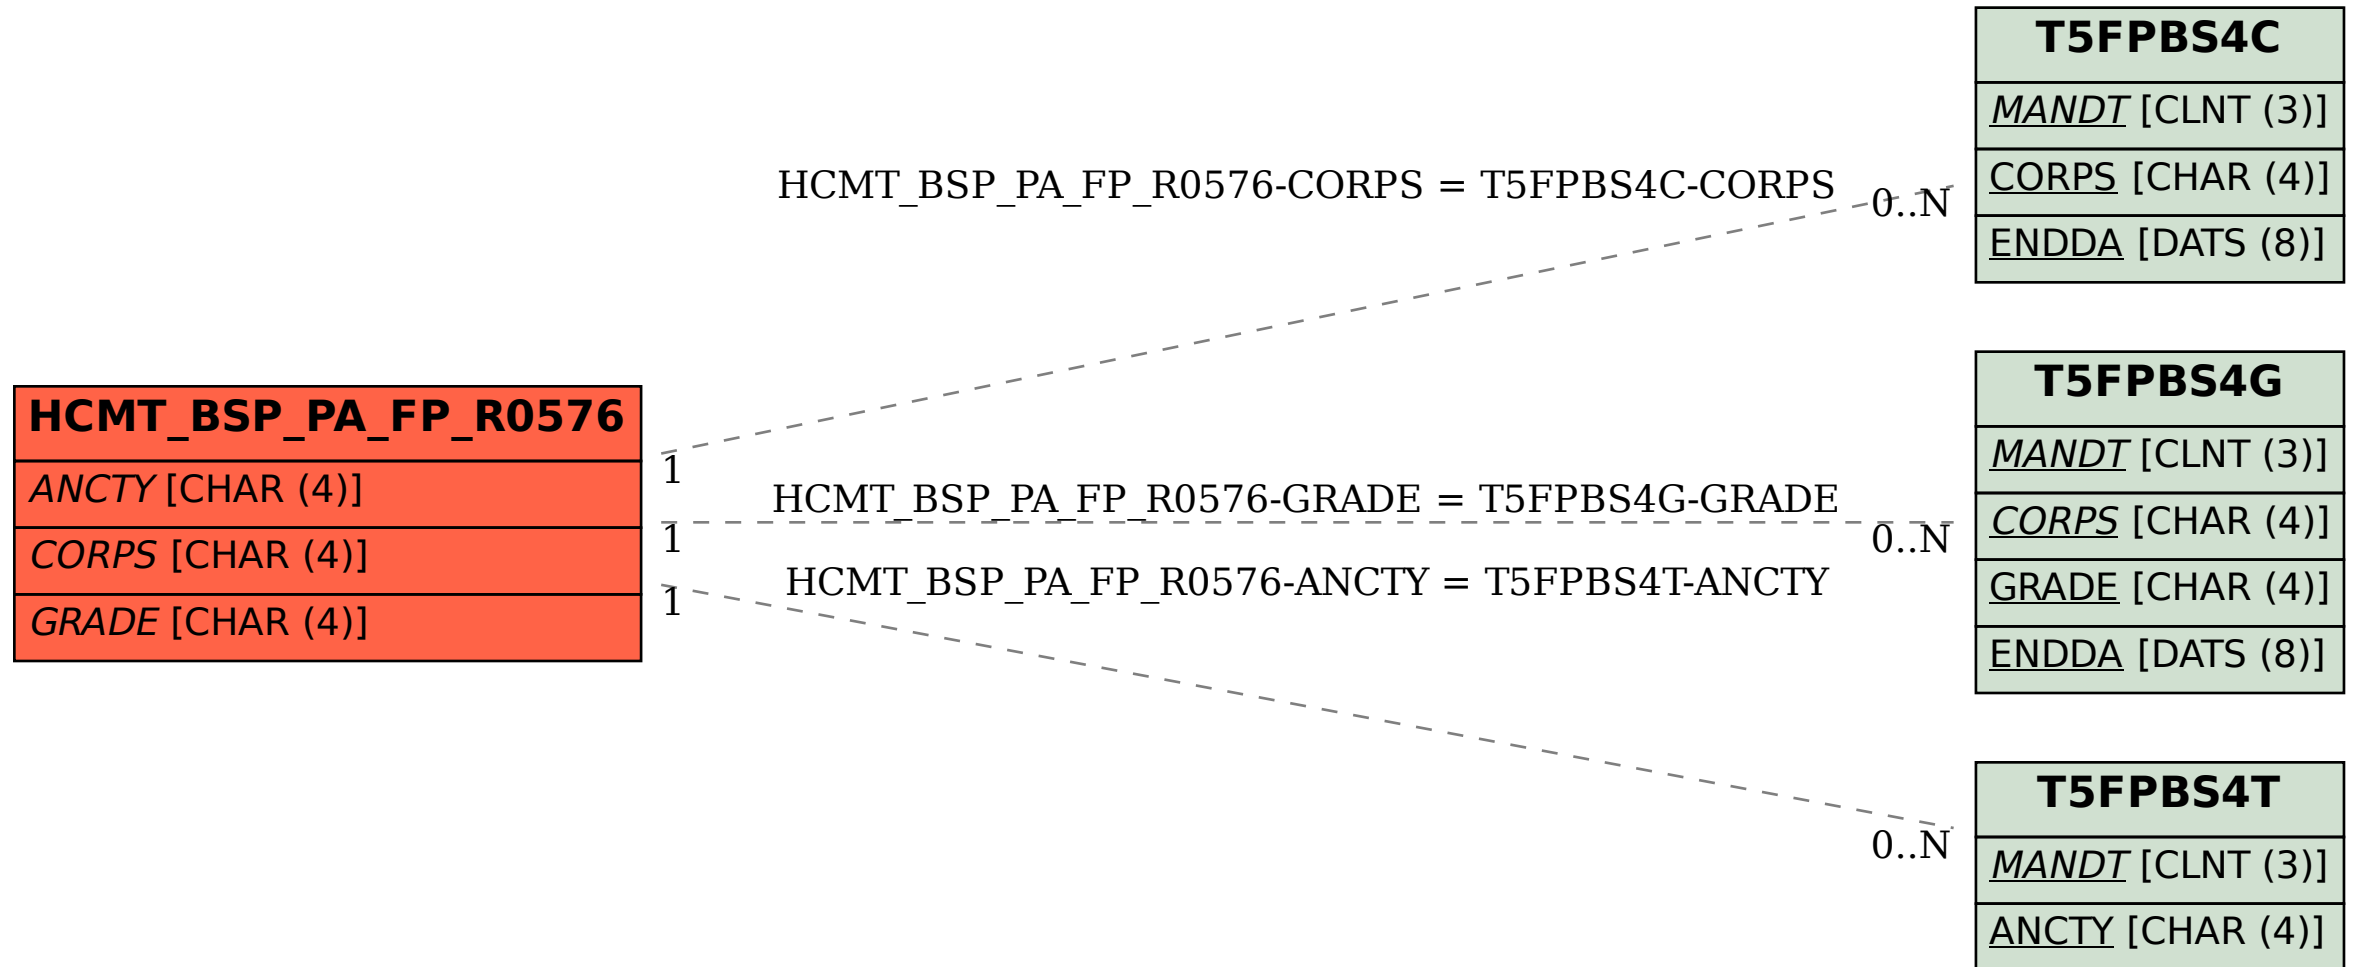 HCMT_BSP_PA_FP_R0576
ANCTY [CHAR (4)]
CORPS [CHAR (4)]
GRADE [CHAR (4)]
HCMT_BSP_PA_FP_R0576-CORPS = T5FPBS4C-CORPS
1
0..N
HCMT_BSP_PA_FP_R0576-GRADE = T5FPBS4G-GRADE
1
0..N
HCMT_BSP_PA_FP_R0576-ANCTY = T5FPBS4T-ANCTY
1
0..N
T5FPBS4C
MANDT [CLNT (3)]
CORPS [CHAR (4)]
ENDDA [DATS (8)]
T5FPBS4G
MANDT [CLNT (3)]
CORPS [CHAR (4)]
GRADE [CHAR (4)]
ENDDA [DATS (8)]
T5FPBS4T
MANDT [CLNT (3)]
ANCTY [CHAR (4)]